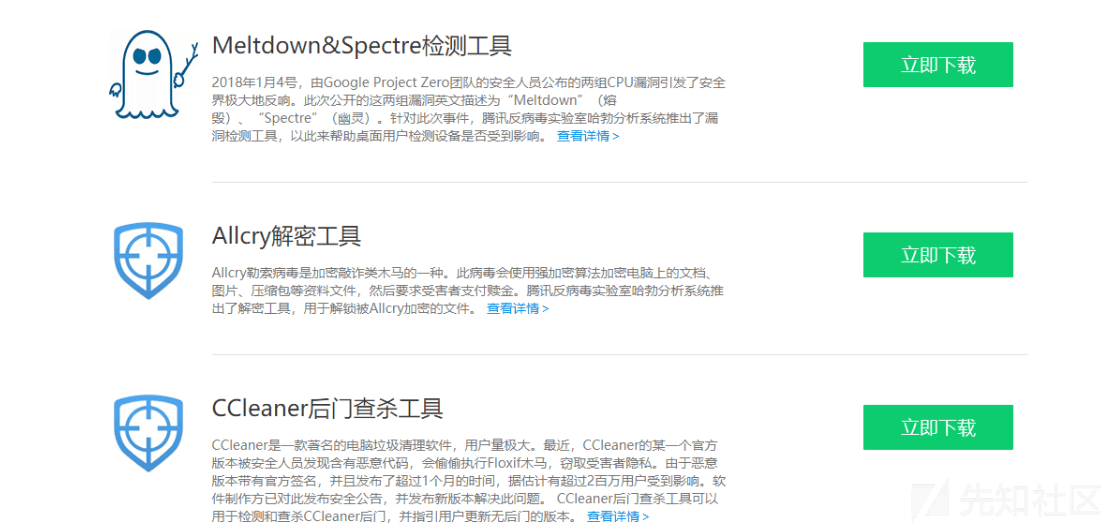 Meltdown&Spectre检测工具
立即下载
2018年1月4号，由Google Project Zero团队的安全人员公布的两组CPU漏洞引发了安全
界极大地反响。此次公开的这两组漏洞英文描述为“Meltdown”（熔
毁）、“Spectre”（幽灵）。针对此次事件，腾讯反病毒实验室哈勃分析系统推出了漏
洞检测工具，以此来帮助桌面用户检测设备是否受到影响。 查看详情 >
Allcry解密工具
立即下载
Allcry勒索病毒是加密敲诈类木马的一种。此病毒会使用强加密算法加密电脑上的文档、
图片、压缩包等资料文件，然后要求受害者支付赎金。腾讯反病毒实验室哈勃分析系统推
出了解密工具，用于解锁被Allcry加密的文件。 查看详情 >
CCleaner后门查杀工具
立即下载
CCleaner是一款著名的电脑垃圾清理软件，用户量极大。最近，CCleaner的某一个官方
版本被安全人员发现含有恶意代码，会偷偷执行Floxif木马，窃取受害者隐私。由于恶意
版本带有官方签名，并且发布了超过1个月的时间，据估计有超过2百万用户受到影响。软
件制作方已对此发布安全公告，并发布新版本解决此问题。 CCleaner后门查杀工具可以
用于检测和查杀CCleaner后门，并指引用户更新无后门的版本。 查看详情 >
先知社区